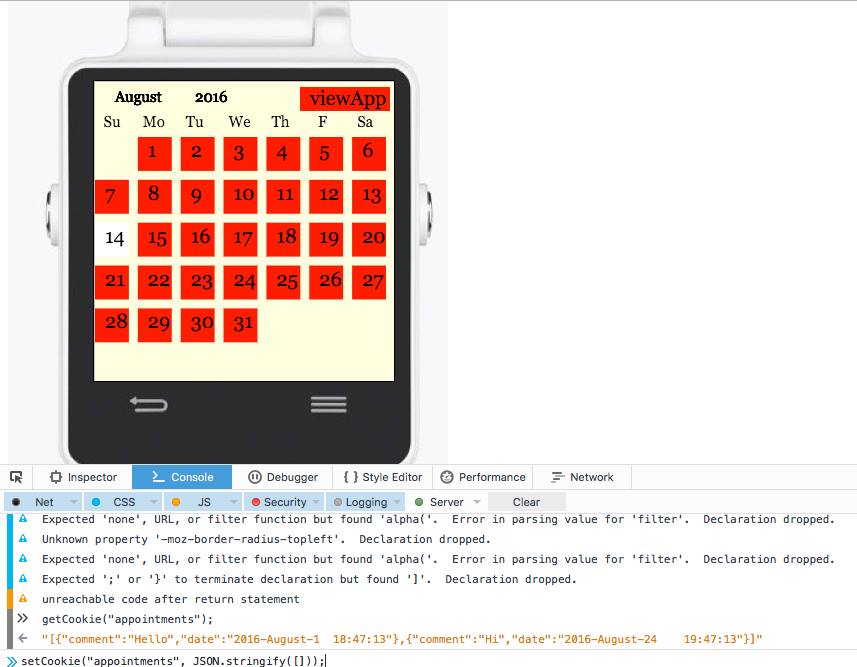 August 2016 viewApp
Su Mo Tu We Th F Sa
1 2 3 4 5 6
7 8 9 10 11 12 13
14 15 16 17 18 19 20
21 22 23 24 25 26 27
28 29 30 31
Inspector Console Debugger { } Style Editor Performance Network
Net CSS JS Security Logging Server Clear
Expected 'none', URL, or filter function but found 'alpha('. Error in parsing value for 'filter'. Declaration dropped.
Unknown property '-moz-border-radius-topleft'. Declaration dropped.
Expected 'none', URL, or filter function but found 'alpha('. Error in parsing value for 'filter'. Declaration dropped.
Expected ';' or '}' to terminate declaration but found ']'. Declaration dropped.
unreachable code after return statement
getCookie("appointments");
"[{"comment":"Hello","date":"2016-August-1  18:47:13"},{"comment":"Hi","date":"2016-August-24    19:47:13"}]"
setCookie("appointments", JSON.stringify([]));